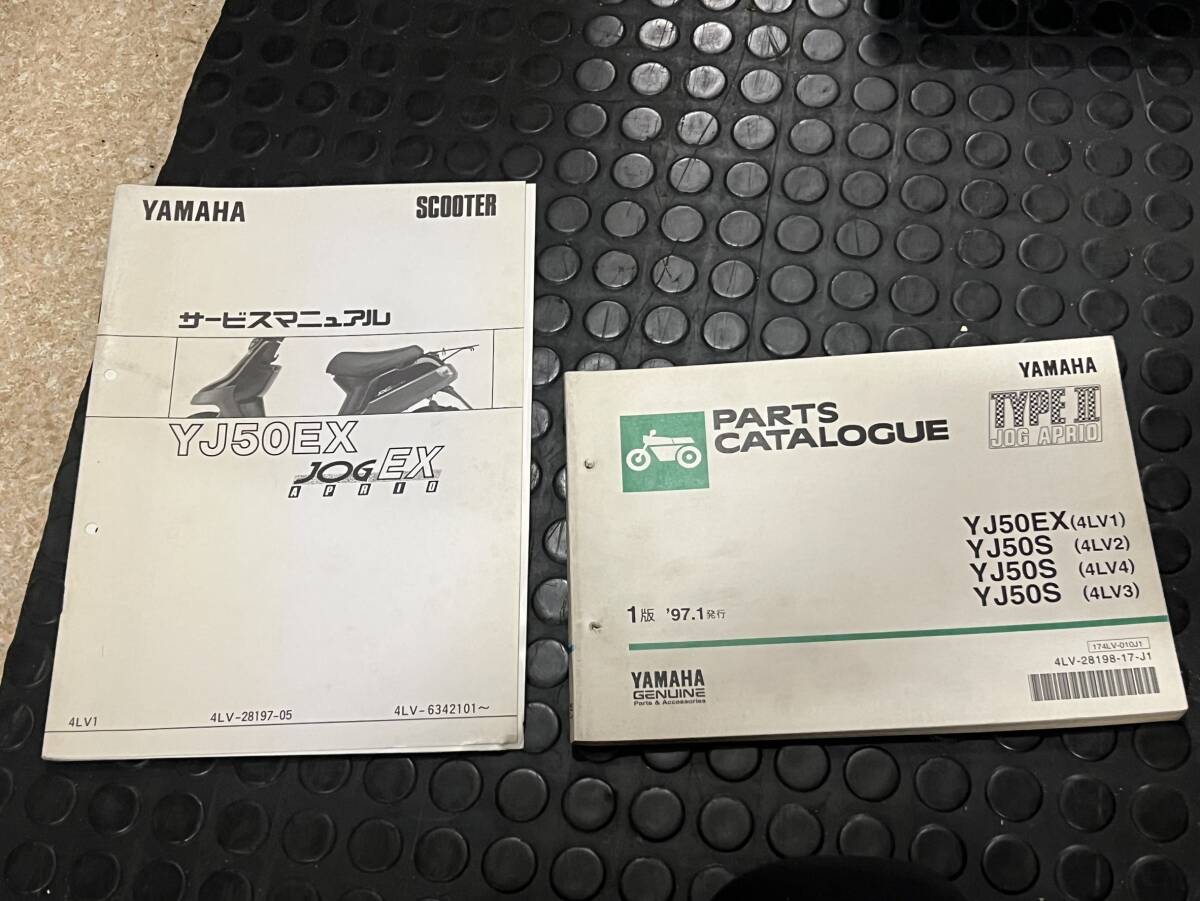 YAMAHA SCOOTER
サービスマニュアル
YJ50EX
JOG EX
APRIO
4LV1 4LV-28197-05 4LV-6342101～
YAMAHA
PARTS
CATALOGUE
TYPE II
JOG APRIO
YJ50EX(4LV1)
YJ50S (4LV2)
YJ50S (4LV4)
YJ50S (4LV3)
1版 '97.1発行
174LV-010J1
4LV-28198-17-J1
YAMAHA
GENUINE
Parts & Accessories